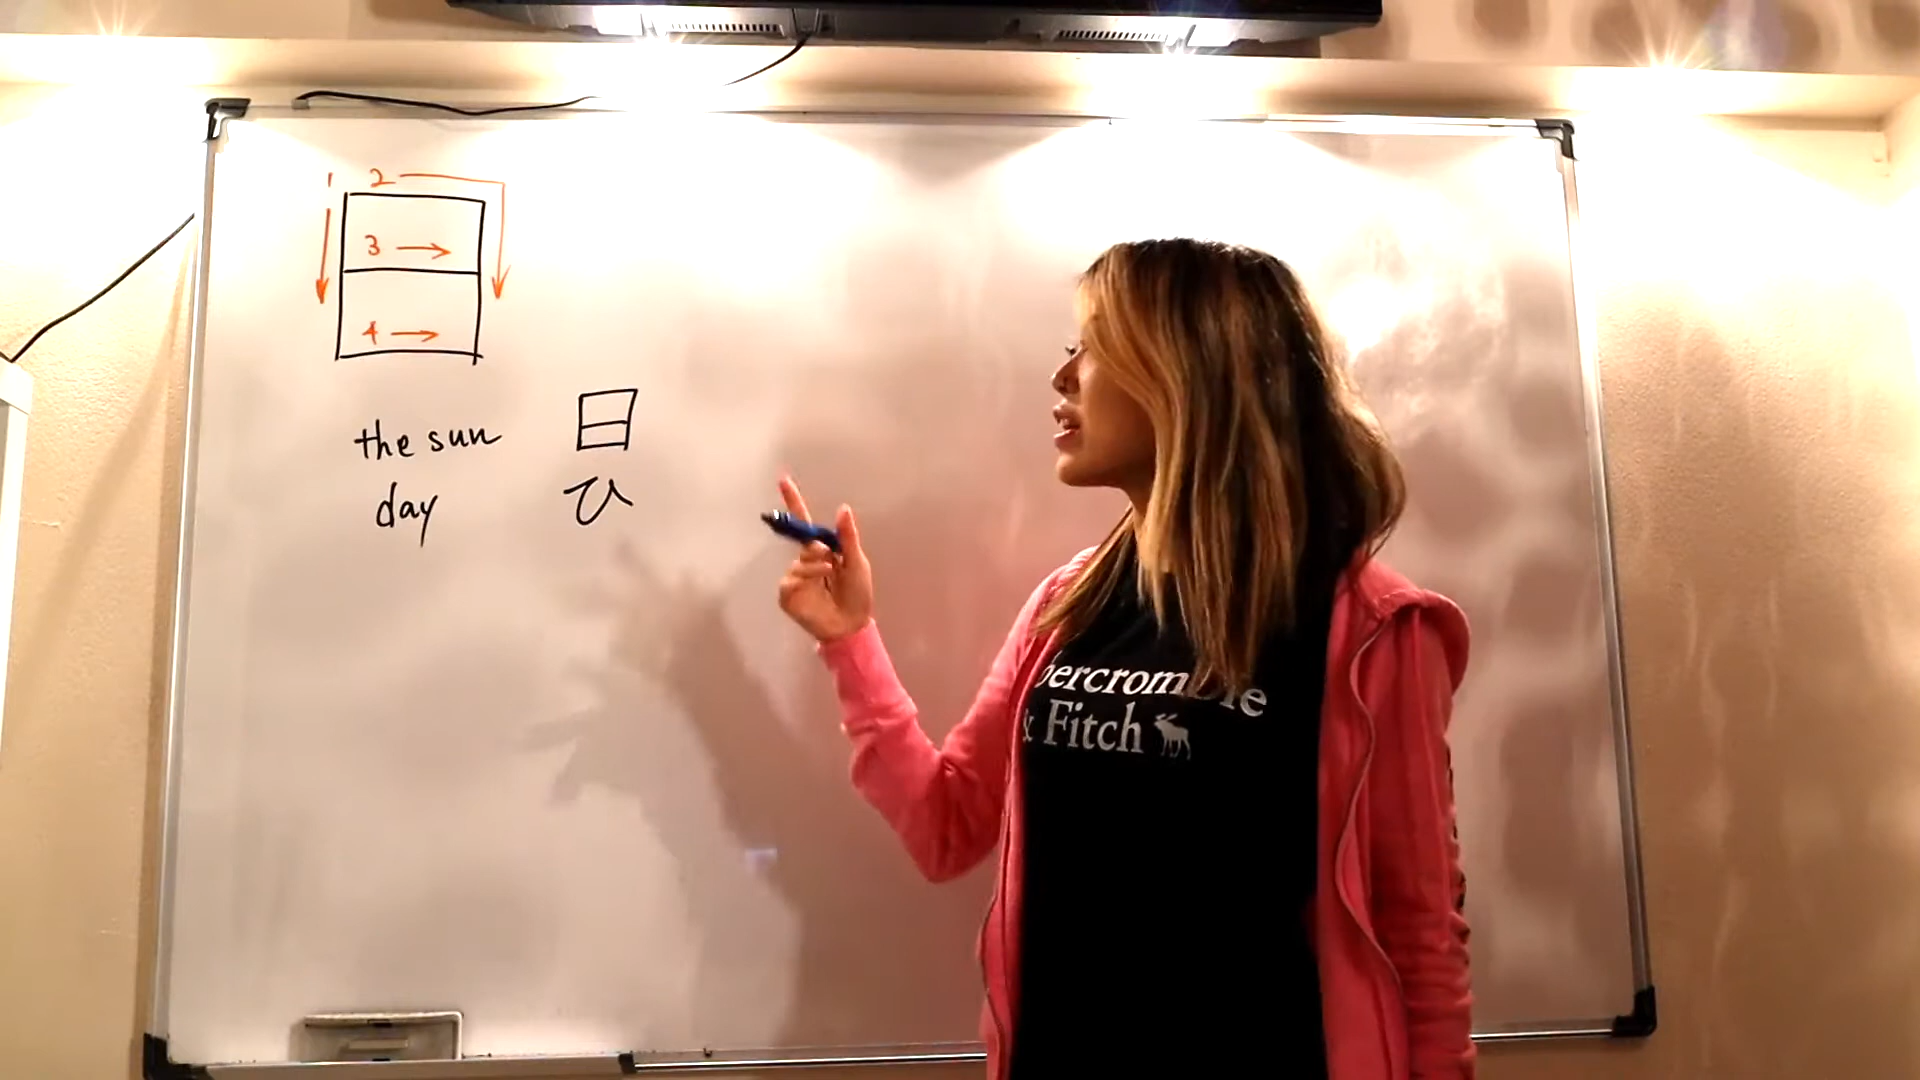 1 2
3
4
日
the sun
ひ
day
bercrombie
& Fitch